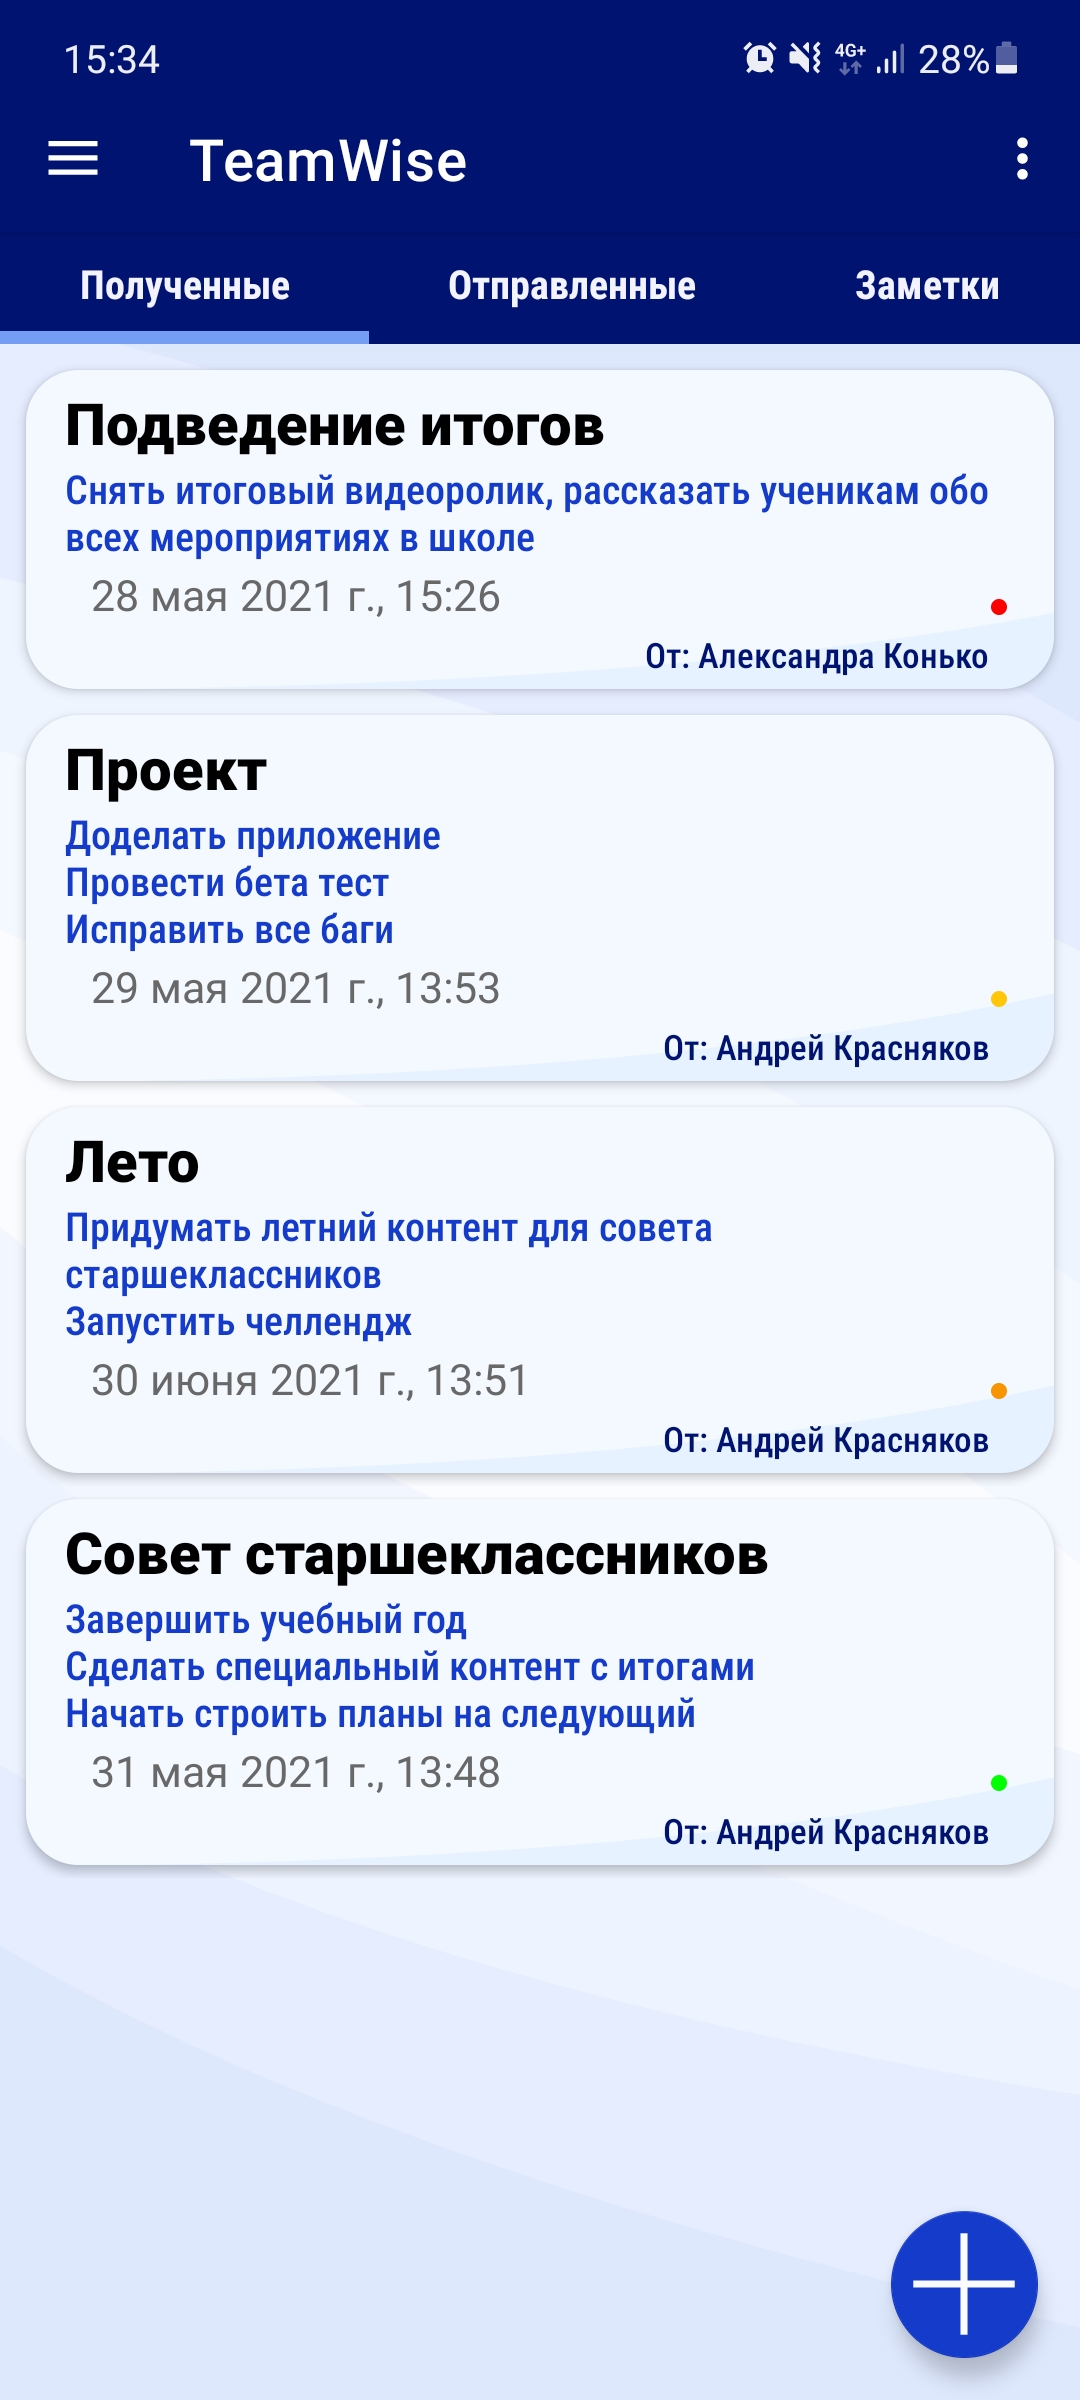 15:34
4G+
28%
TeamWise
Полученные Отправленные Заметки
Подведение итогов
Снять итоговый видеоролик, рассказать ученикам обо
всех мероприятиях в школе
28 мая 2021 г., 15:26
От: Александра Конько
Проект
Доделать приложение
Провести бета тест
Исправить все баги
29 мая 2021 г., 13:53
От: Андрей Красняков
Лето
Придумать летний контент для совета
старшеклассников
Запустить челлендж
30 июня 2021 г., 13:51
От: Андрей Красняков
Совет старшеклассников
Завершить учебный год
Сделать специальный контент с итогами
Начать строить планы на следующий
31 мая 2021 г., 13:48
От: Андрей Красняков